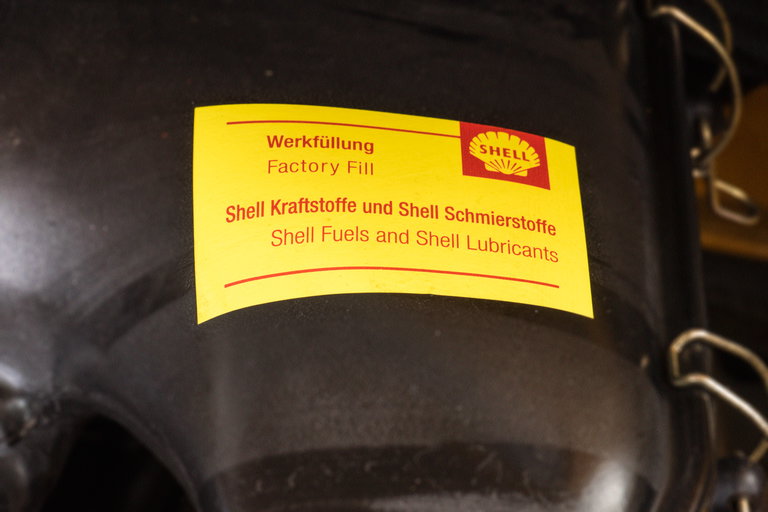 Werkfüllung
Factory Fill
SHELL
Shell Kraftstoffe und Shell Schmierstoffe
Shell Fuels and Shell Lubricants